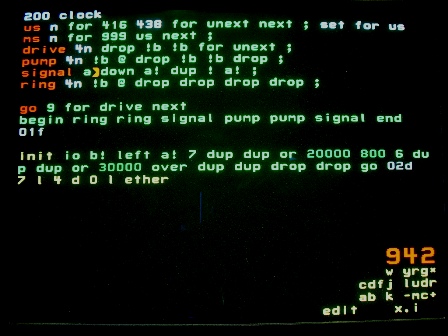 200 clock
us n for 416 438 for unext next ; set for us
ms n for 999 us next ;
drive 4n drop !b !b for unext ;
pump 4n !b @ drop !b !b drop ;
signal a down a! dup ! a! ;
ring 4n !b @ drop drop drop drop ;
go 9 for drive next
begin ring ring signal pump pump signal end
01f
init io b! left a! 7 dup dup or 20000 800 6 du
p dup or 30000 over dup dup drop drop go 02d
7 l 4 d 0 l ether
942
w yrg*
cdfj ludr
ab k -mc+
edit x.i